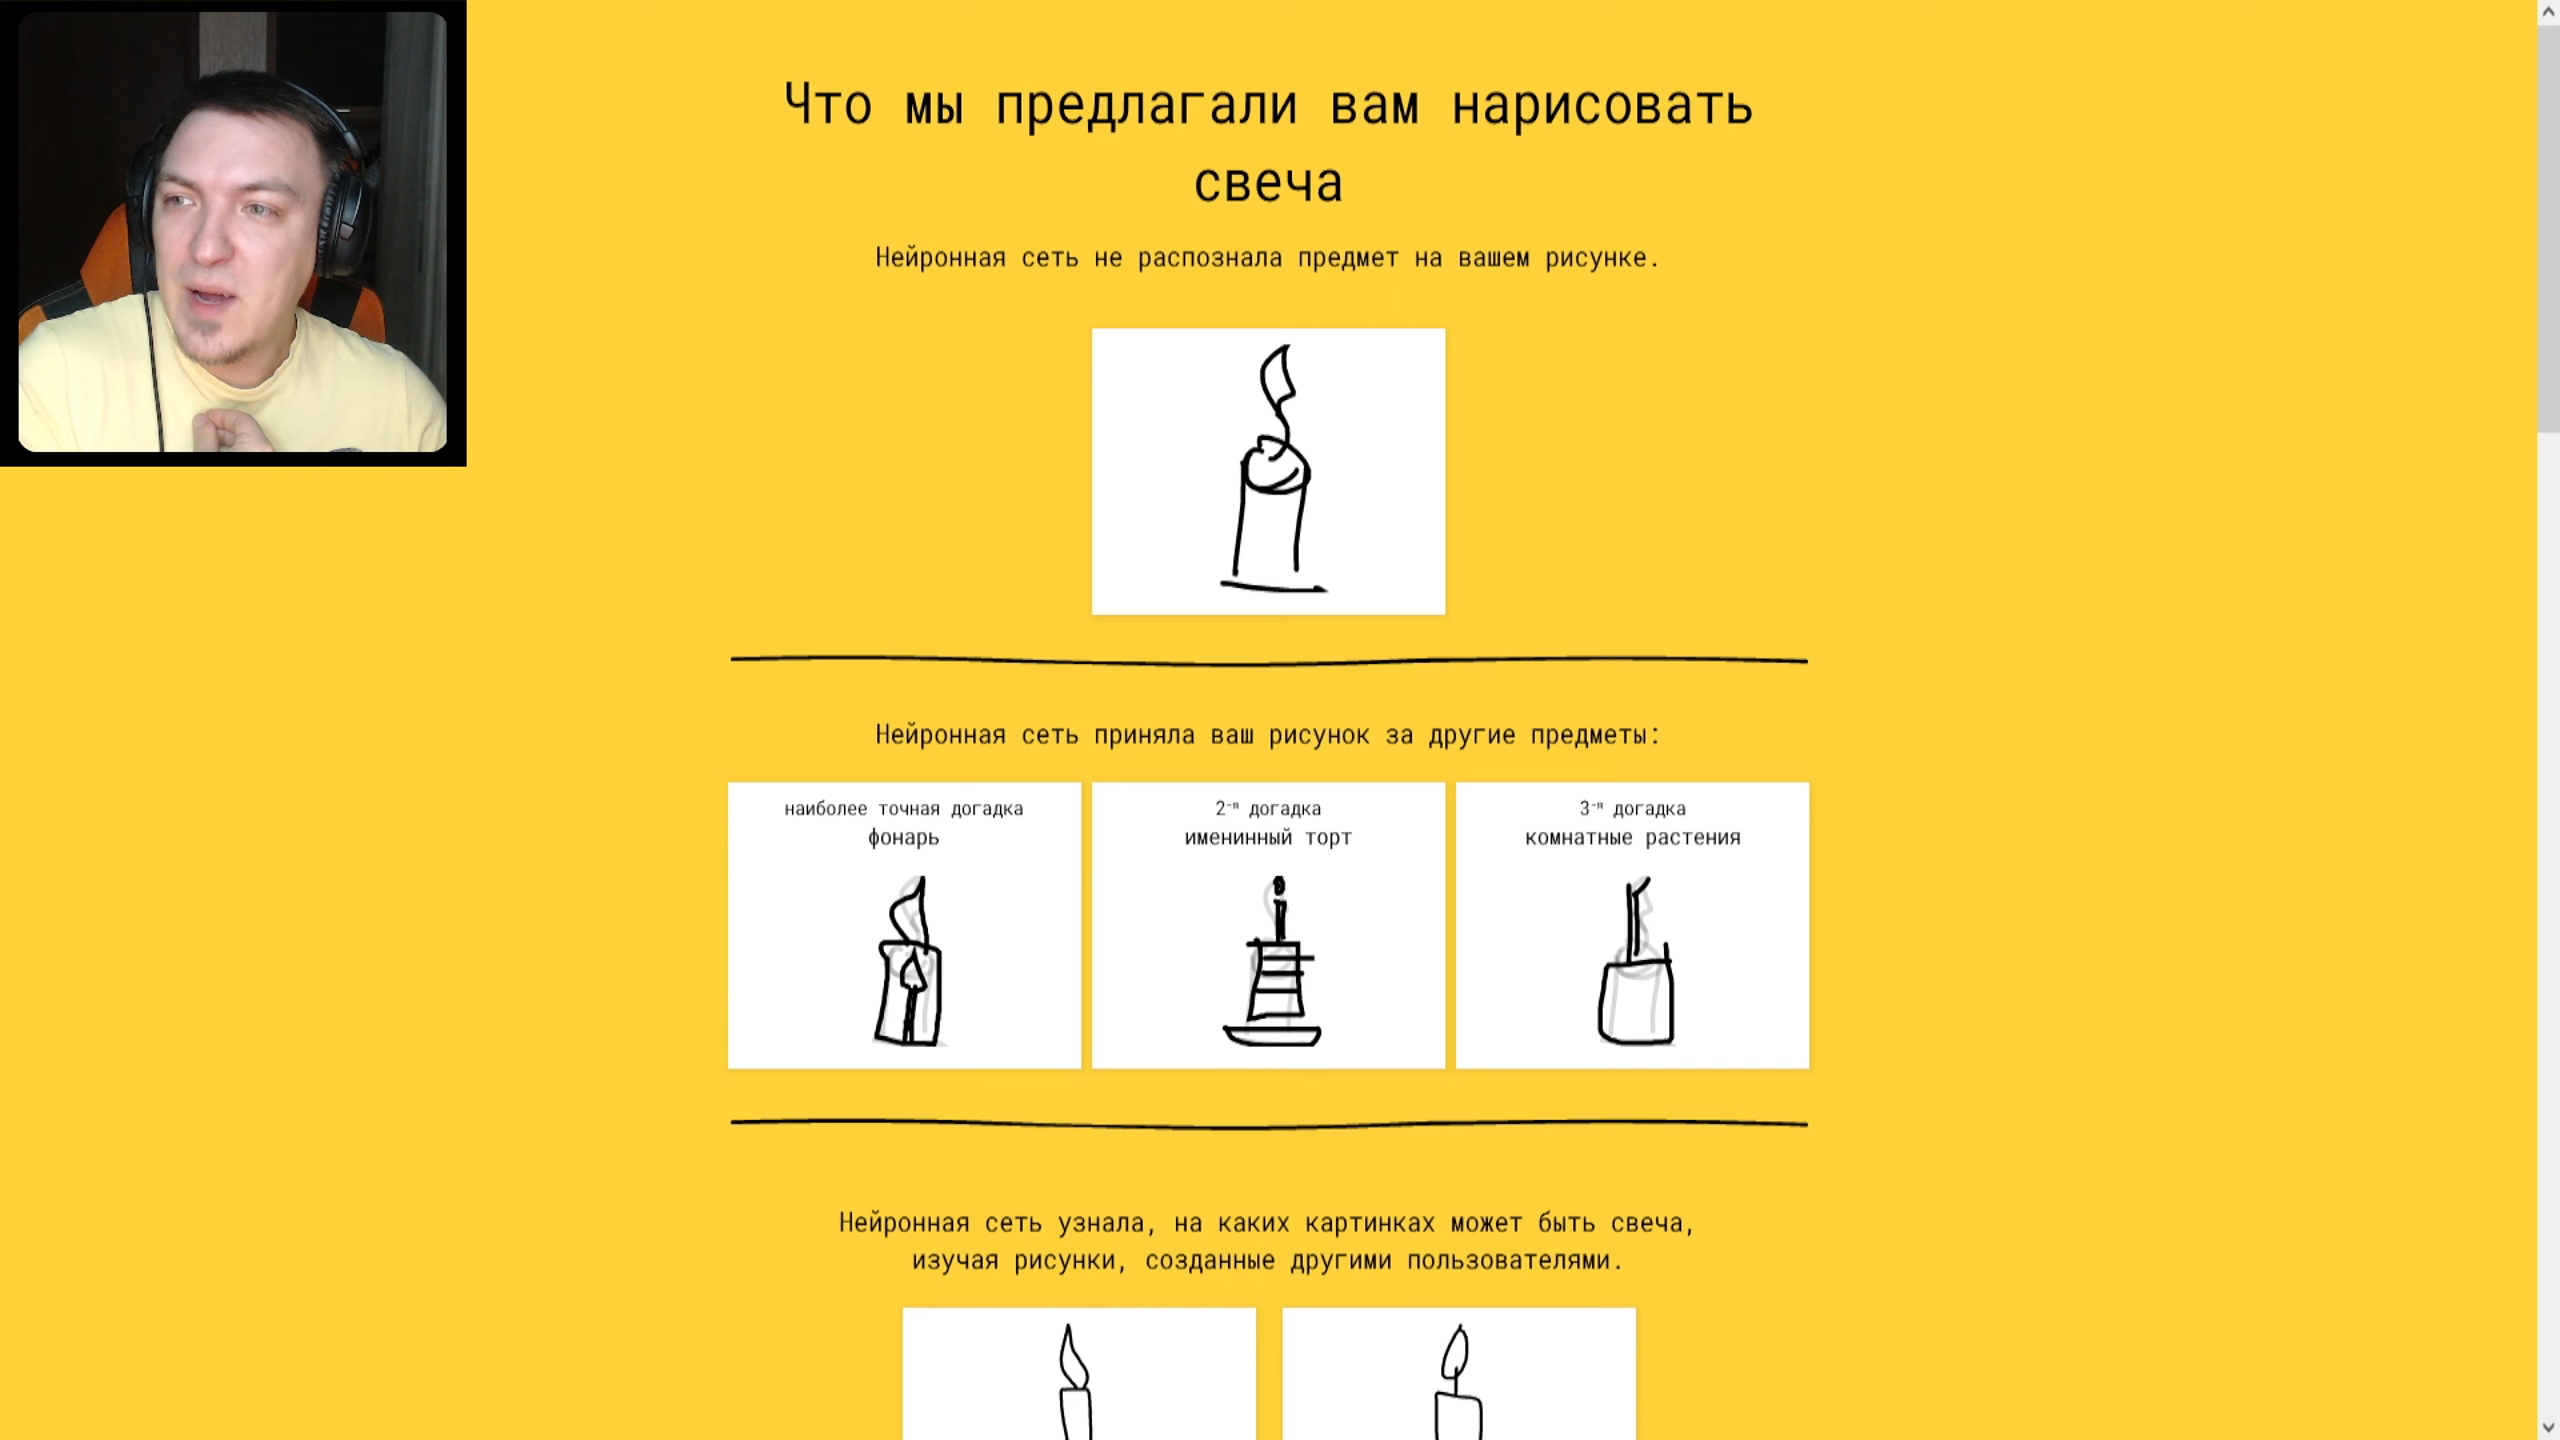 Что мы предлагали вам нарисовать
свеча
Нейронная сеть не распознала предмет на вашем рисунке.
Нейронная сеть приняла ваш рисунок за другие предметы:
наиболее точная догадка
фонарь
2-я догадка
именинный торт
3-я догадка
комнатные растения
Нейронная сеть узнала, на каких картинках может быть свеча,
изучая рисунки, созданные другими пользователями.